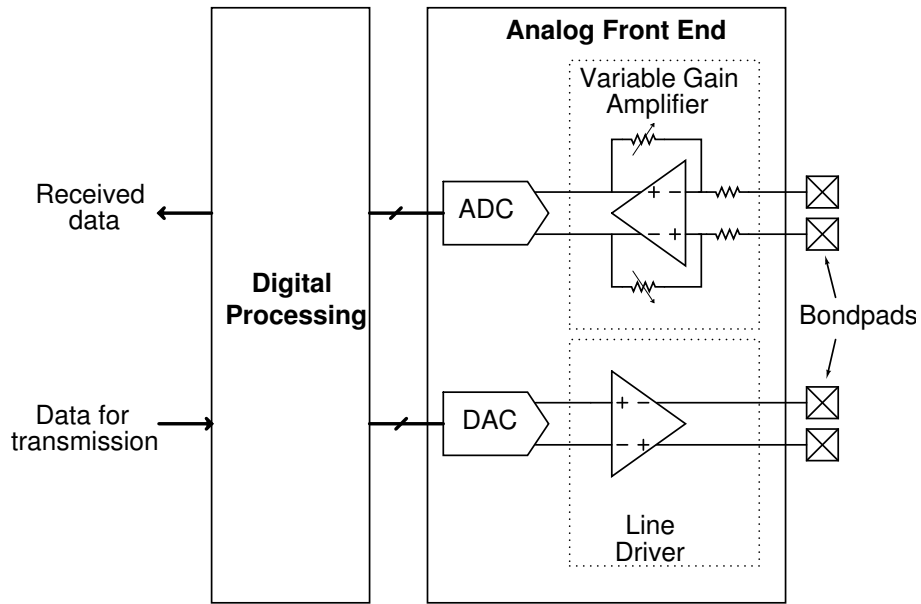 Analog Front End
Variable Gain
Amplifier
Received
data
ADC
+ −
− +
Digital
Processing
Bondpads
Data for
transmission
DAC
+ −
− +
Line
Driver